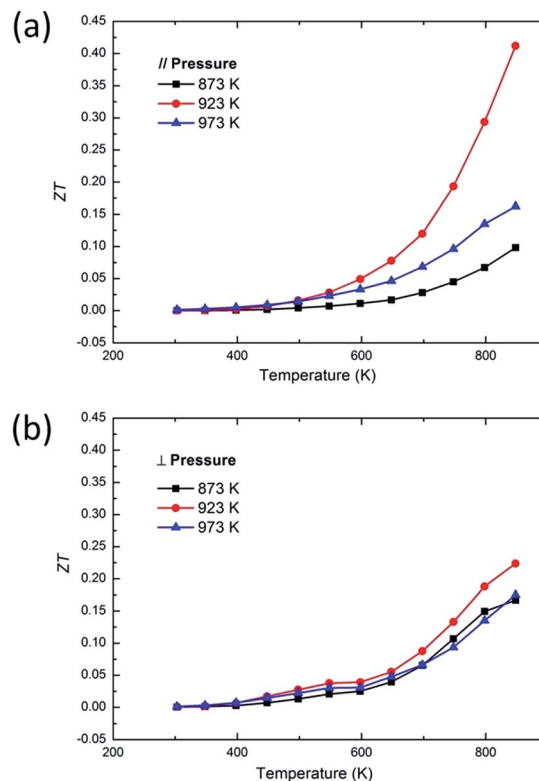 (a)
0.45
0.40
0.35
0.30
0.25
0.20
0.15
0.10
0.05
0.00
-0.05
ZT
// Pressure
873 K
923 K
973 K
200
400
600
800
Temperature (K)
(b)
0.45
0.40
0.35
0.30
0.25
0.20
0.15
0.10
0.05
0.00
-0.05
ZT
⊥ Pressure
873 K
923 K
973 K
200
400
600
800
Temperature (K)